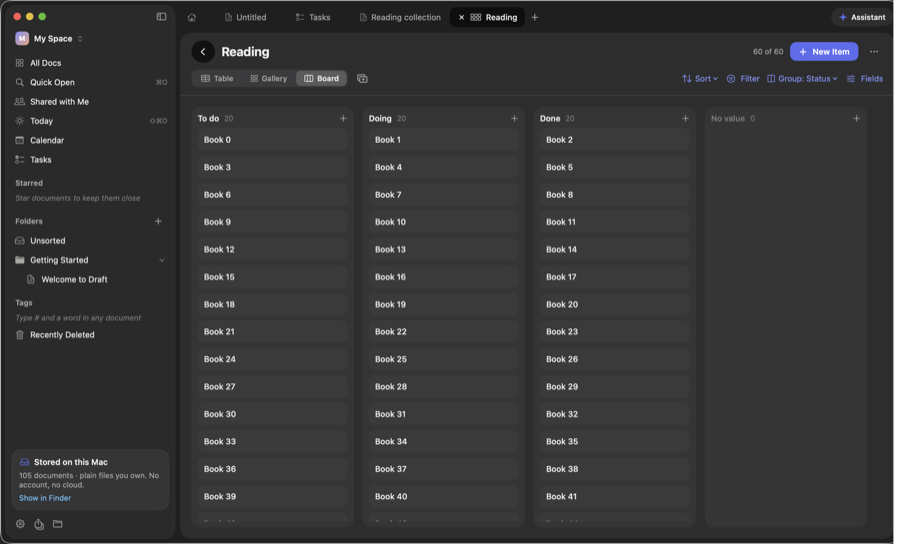 Untitled
Tasks
Reading collection
Reading
Assistant
M My Space
All Docs
Quick Open ⌘O
Shared with Me
Today ⇧⌘D
Calendar
Tasks
Starred
Star documents to keep them close
Folders
Unsorted
Getting Started
Welcome to Draft
Tags
Type # and a word in any document
Recently Deleted
Stored on this Mac
105 documents · plain files you own. No
account, no cloud.
Show in Finder
Reading
60 of 60
+ New Item
Table
Gallery
Board
Sort
Filter
Group: Status
Fields
To do 20
Book 0
Book 3
Book 6
Book 9
Book 12
Book 15
Book 18
Book 21
Book 24
Book 27
Book 30
Book 33
Book 36
Book 39
Doing 20
Book 1
Book 4
Book 7
Book 10
Book 13
Book 16
Book 19
Book 22
Book 25
Book 28
Book 31
Book 34
Book 37
Book 40
Done 20
Book 2
Book 5
Book 8
Book 11
Book 14
Book 17
Book 20
Book 23
Book 26
Book 29
Book 32
Book 35
Book 38
Book 41
No value 0